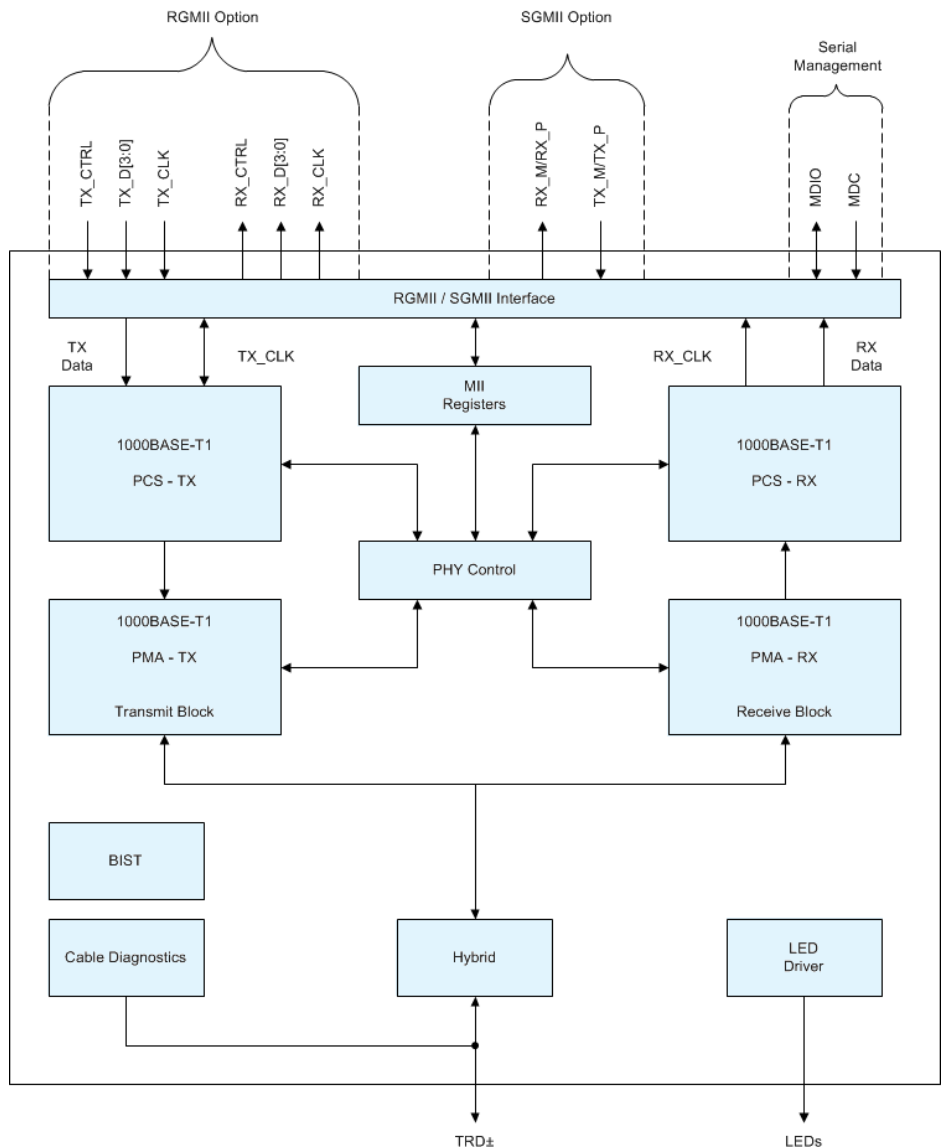 RGMII Option
SGMII Option
Serial
Management
TX_CTRL
TX_D[3:0]
TX_CLK
RX_CTRL
RX_D[3:0]
RX_CLK
RX_M/RX_P
TX_M/TX_P
MDIO
MDC
RGMII / SGMII Interface
TX
Data
TX_CLK
RX_CLK
RX
Data
MII
Registers
1000BASE-T1
PCS - TX
1000BASE-T1
PCS - RX
PHY Control
1000BASE-T1
PMA - TX
Transmit Block
1000BASE-T1
PMA - RX
Receive Block
BIST
Cable Diagnostics
Hybrid
LED
Driver
TRD±
LEDs